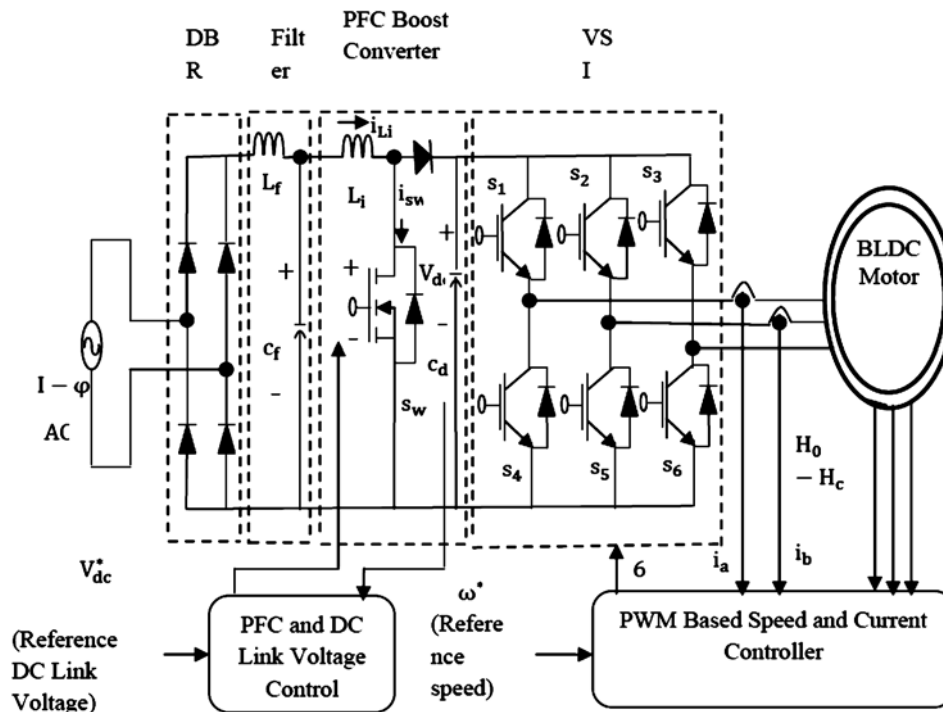 DB
R
Filt
er
PFC Boost
Converter
VS
I
i_Li
L_f
L_i
i_sw
s_1
s_2
s_3
BLDC
Motor
+
+
+
V_d
c_f
-
-
-
c_d
s_w
I – φ
AC
s_4
s_5
s_6
H_0
– H_c
V*_dc
6
i_a
i_b
ω*
(Reference
DC Link
Voltage)
PFC and DC
Link Voltage
Control
(Refere
nce
speed)
PWM Based Speed and Current
Controller